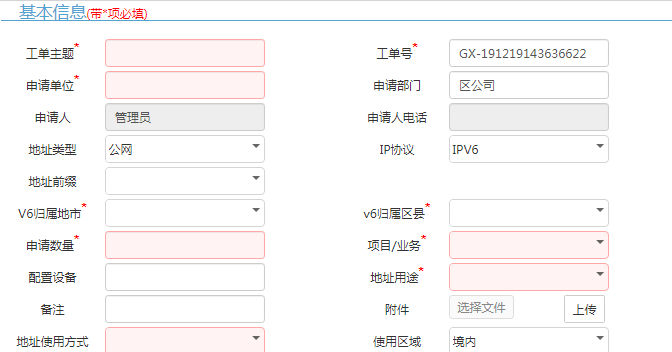 基本信息(带*项必填)
工单主题* 工单号* GX-191219143636622
申请单位* 申请部门 区公司
申请人 管理员 申请人电话
地址类型 公网 IP协议 IPV6
地址前缀
V6归属地市* v6归属区县*
申请数量* 项目/业务*
配置设备 地址用途*
备注 附件 选择文件 上传
地址使用方式 使用区域 境内